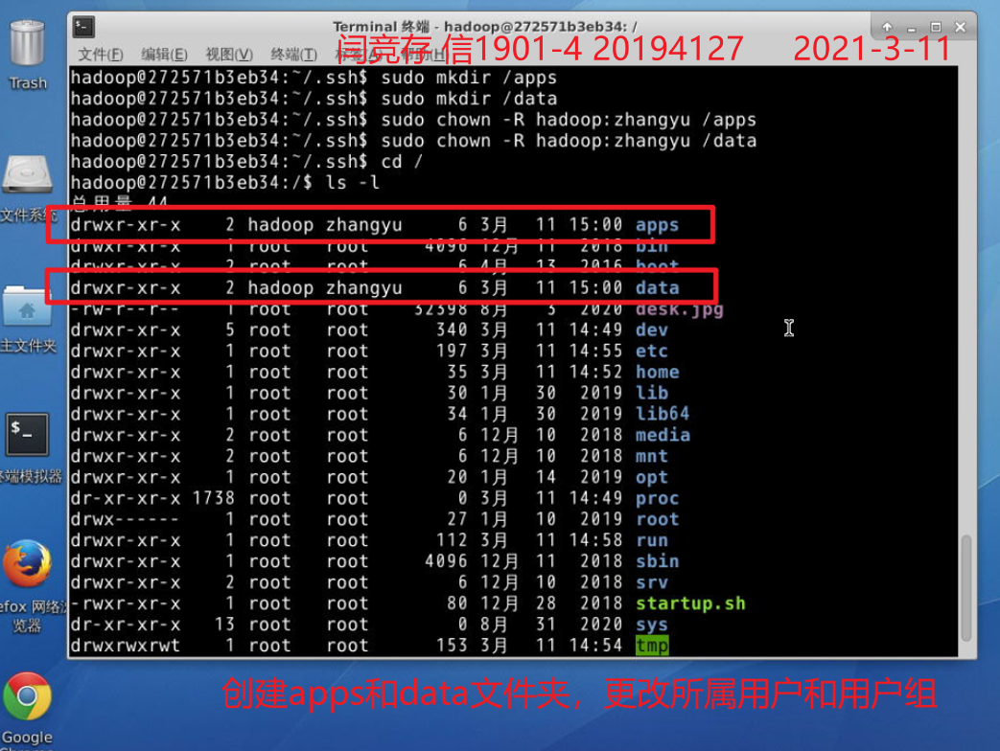 Terminal 终端 - hadoop@272571b3eb34: /
文件(F) 编辑(E) 视图(V) 终端(T)
闫竞存 信1901-4 20194127 2021-3-11
Trash
文件系统
主文件夹
终端模拟器
efox 网络浏
览器
Google
hadoop@272571b3eb34:~/.ssh$ sudo mkdir /apps
hadoop@272571b3eb34:~/.ssh$ sudo mkdir /data
hadoop@272571b3eb34:~/.ssh$ sudo chown -R hadoop:zhangyu /apps
hadoop@272571b3eb34:~/.ssh$ sudo chown -R hadoop:zhangyu /data
hadoop@272571b3eb34:~/.ssh$ cd /
hadoop@272571b3eb34:/$ ls -l
总用量 44
drwxr-xr-x 2 hadoop zhangyu 6 3月 11 15:00 apps
drwxr-xr-x 1 root root 4096 12月 11 2018 bin
drwxr-xr-x 2 root root 6 4月 13 2016 boot
drwxr-xr-x 2 hadoop zhangyu 6 3月 11 15:00 data
-rw-r--r-- 1 root root 32398 8月 3 2020 desk.jpg
drwxr-xr-x 5 root root 340 3月 11 14:49 dev
drwxr-xr-x 1 root root 197 3月 11 14:55 etc
drwxr-xr-x 1 root root 35 3月 11 14:52 home
drwxr-xr-x 1 root root 30 1月 30 2019 lib
drwxr-xr-x 1 root root 34 1月 30 2019 lib64
drwxr-xr-x 2 root root 6 12月 10 2018 media
drwxr-xr-x 2 root root 6 12月 10 2018 mnt
drwxr-xr-x 1 root root 20 1月 14 2019 opt
dr-xr-xr-x 1738 root root 0 3月 11 14:49 proc
drwx------ 1 root root 27 1月 10 2019 root
drwxr-xr-x 1 root root 112 3月 11 14:58 run
drwxr-xr-x 1 root root 4096 12月 11 2018 sbin
drwxr-xr-x 2 root root 6 12月 10 2018 srv
-rwxr-xr-x 1 root root 80 12月 28 2018 startup.sh
dr-xr-xr-x 13 root root 0 8月 31 2020 sys
drwxrwxrwt 1 root root 153 3月 11 14:54 tmp
创建apps和data文件夹，更改所属用户和用户组